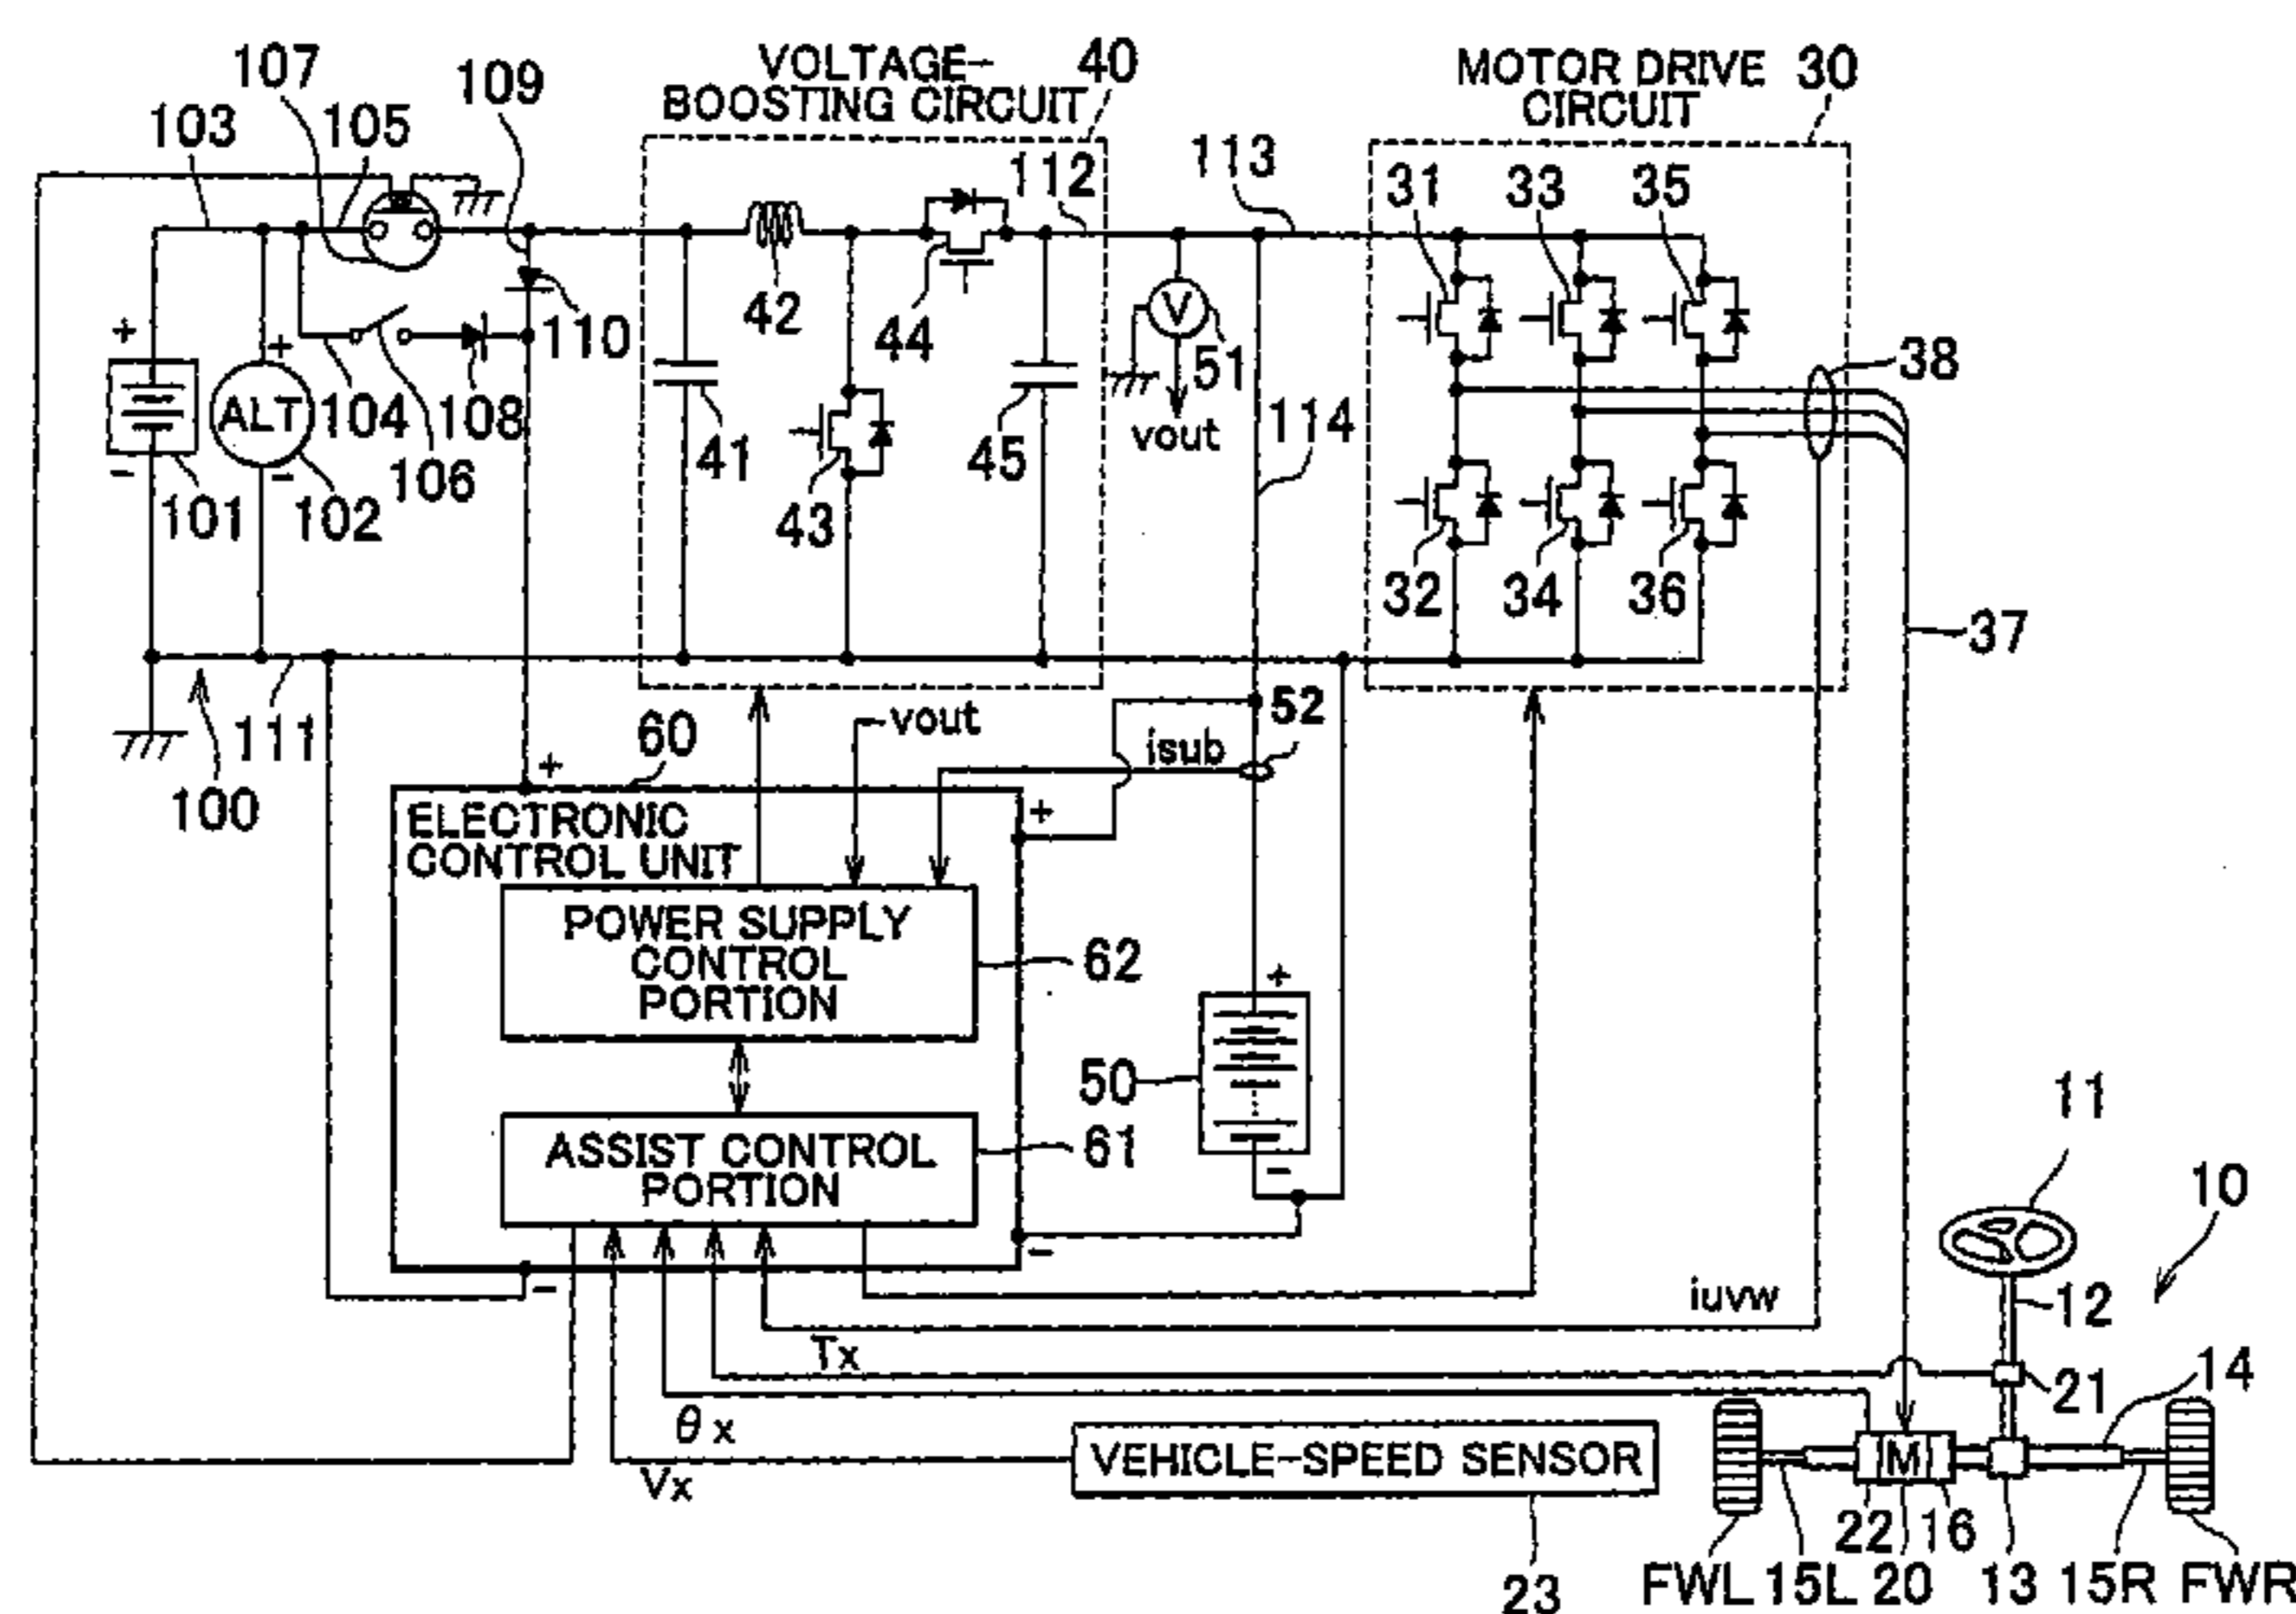 107
109
VOLTAGE-
BOOSTING CIRCUIT
40
MOTOR DRIVE
CIRCUIT
30
103
105
112
113
31
33
35
42
44
110
V
51
vout
38
+
+
ALT
104
108
106
-
-
101
102
41
43
45
114
32
34
36
37
100
111
60
vout
isub
52
+
+
ELECTRONIC
CONTROL UNIT
POWER SUPPLY
CONTROL
PORTION
62
+
50
-
ASSIST CONTROL
PORTION
61
-
-
11
10
12
iuvw
Tx
21
14
θx
Vx
VEHICLE-SPEED SENSOR
23
M
22
16
FWL
15L
20
13
15R
FWR